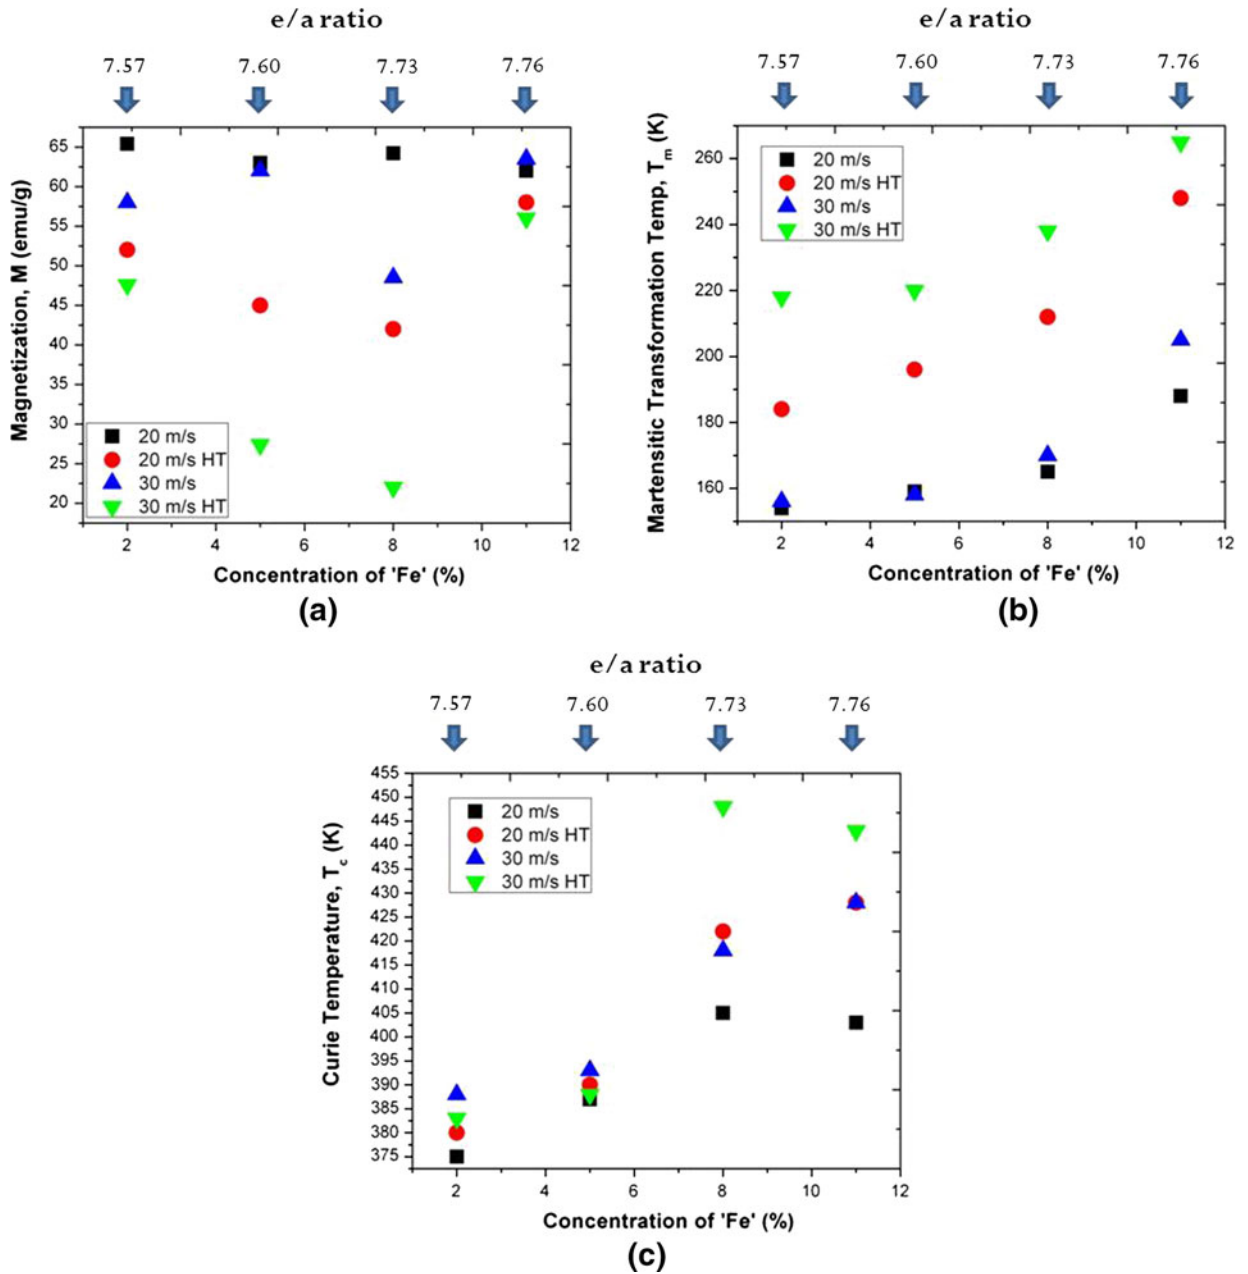 e/a ratio
7.57 7.60 7.73 7.76
65
60
55
50
45
40
35
30
25
20
Magnetization, M (emu/g)
20 m/s
20 m/s HT
30 m/s
30 m/s HT
2 4 6 8 10 12
Concentration of 'Fe' (%)
(a)
e/a ratio
7.57 7.60 7.73 7.76
260
240
220
200
180
160
Martensitic Transformation Temp, T_m (K)
20 m/s
20 m/s HT
30 m/s
30 m/s HT
2 4 6 8 10 12
Concentration of 'Fe' (%)
(b)
e/a ratio
7.57 7.60 7.73 7.76
455
450
445
440
435
430
425
420
415
410
405
400
395
390
385
380
375
Curie Temperature, T_c (K)
20 m/s
20 m/s HT
30 m/s
30 m/s HT
2 4 6 8 10 12
Concentration of 'Fe' (%)
(c)